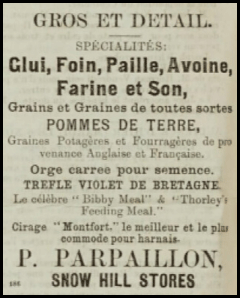 GROS ET DETAIL.
SPÉCIALITÉS:
Glui, Foin, Paille, Avoine,
Farine et Son,
Grains et Graines de toutes sortes
POMMES DE TERRE,
Graines Potagères et Fourragères de pro
venance Anglaise et Française.
Orge carree pour semence.
TREFLE VIOLET DE BRETAGNE.
Le célèbre "Bibby Meal" & "Thorley's
Feeding Meal."
Cirage "Montfort," le meilleur et le plus
commode pour harnais.
P. PARPAILLON,
SNOW HILL STORES